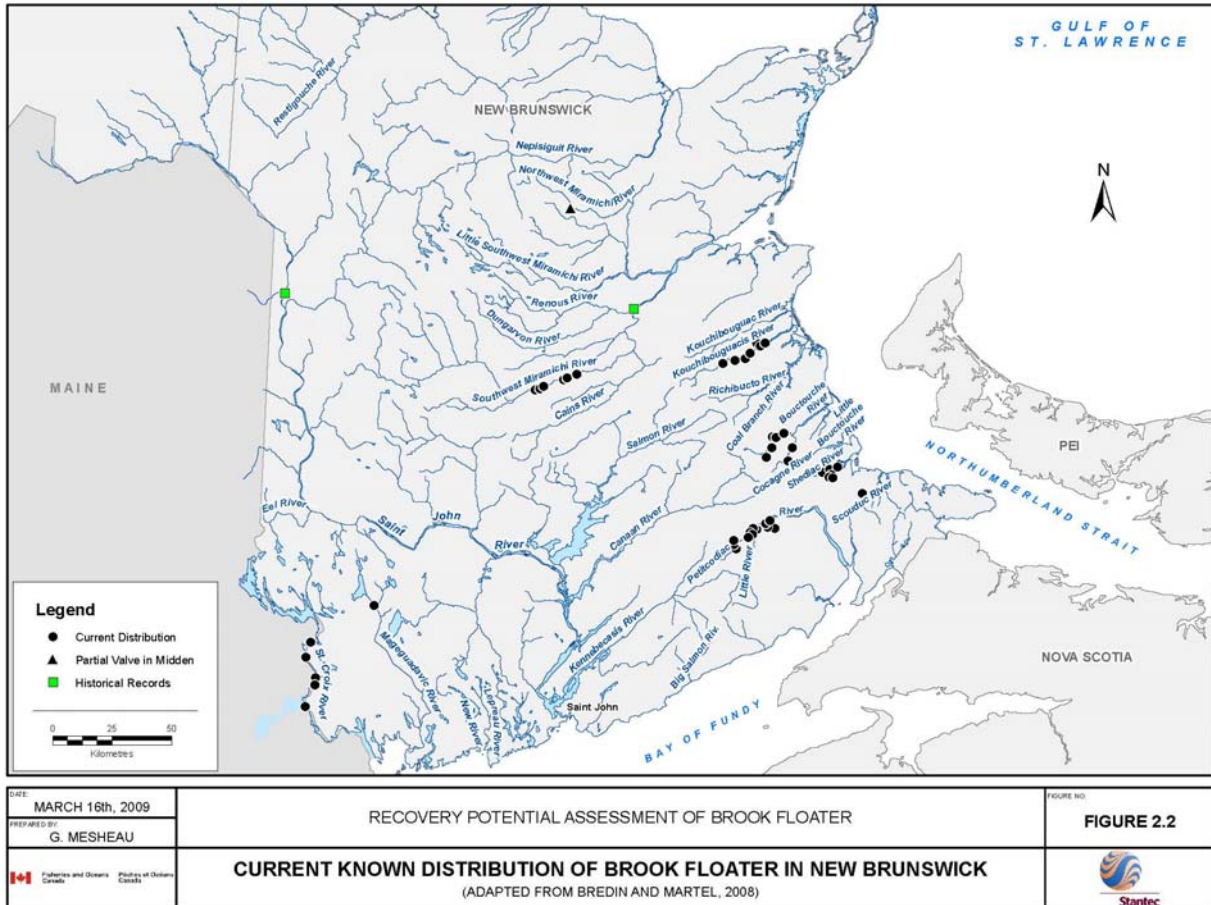 GULF OF
ST. LAWRENCE
Restigouche River
NEW BRUNSWICK
Nepisiguit River
Northwest Miramichi River
N
Little Southwest Miramichi River
Renous River
Dungarvon River
Kouchibouguac River
Kouchibouguacis River
MAINE
Southwest Miramichi River
Cains River
Richibucto River
Coal Branch River
Bouctouche River
Little Bouctouche River
Salmon River
PEI
Cocagne River
Shediac River
NORTHUMBERLAND STRAIT
Scouduc River
Eel River
Saint John River
Canaan River
Petitcodiac River
Little River
Kennebecasis River
Big Salmon Riv.
Magaguadavic River
St. Croix River
New River
Lepreau River
Saint John
NOVA SCOTIA
BAY OF FUNDY
Legend
Current Distribution
Partial Valve in Midden
Historical Records
0 25 50
Kilometres
DATE:
MARCH 16th, 2009
PREPARED BY:
G. MESHEAU
RECOVERY POTENTIAL ASSESSMENT OF BROOK FLOATER
FIGURE NO:
FIGURE 2.2
Fisheries and Oceans Canada
Pêches et Océans Canada
CURRENT KNOWN DISTRIBUTION OF BROOK FLOATER IN NEW BRUNSWICK
(ADAPTED FROM BREDIN AND MARTEL, 2008)
Stantec